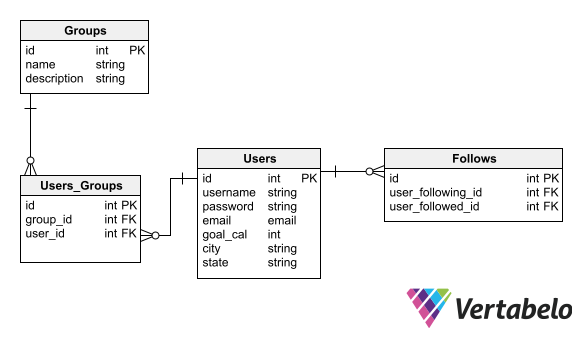 Groups
id int PK
name string
description string
Users_Groups
id int PK
group_id int FK
user_id int FK
Users
id int PK
username string
password string
email email
goal_cal int
city string
state string
Follows
id int PK
user_following_id int FK
user_followed_id int FK
Vertabelo